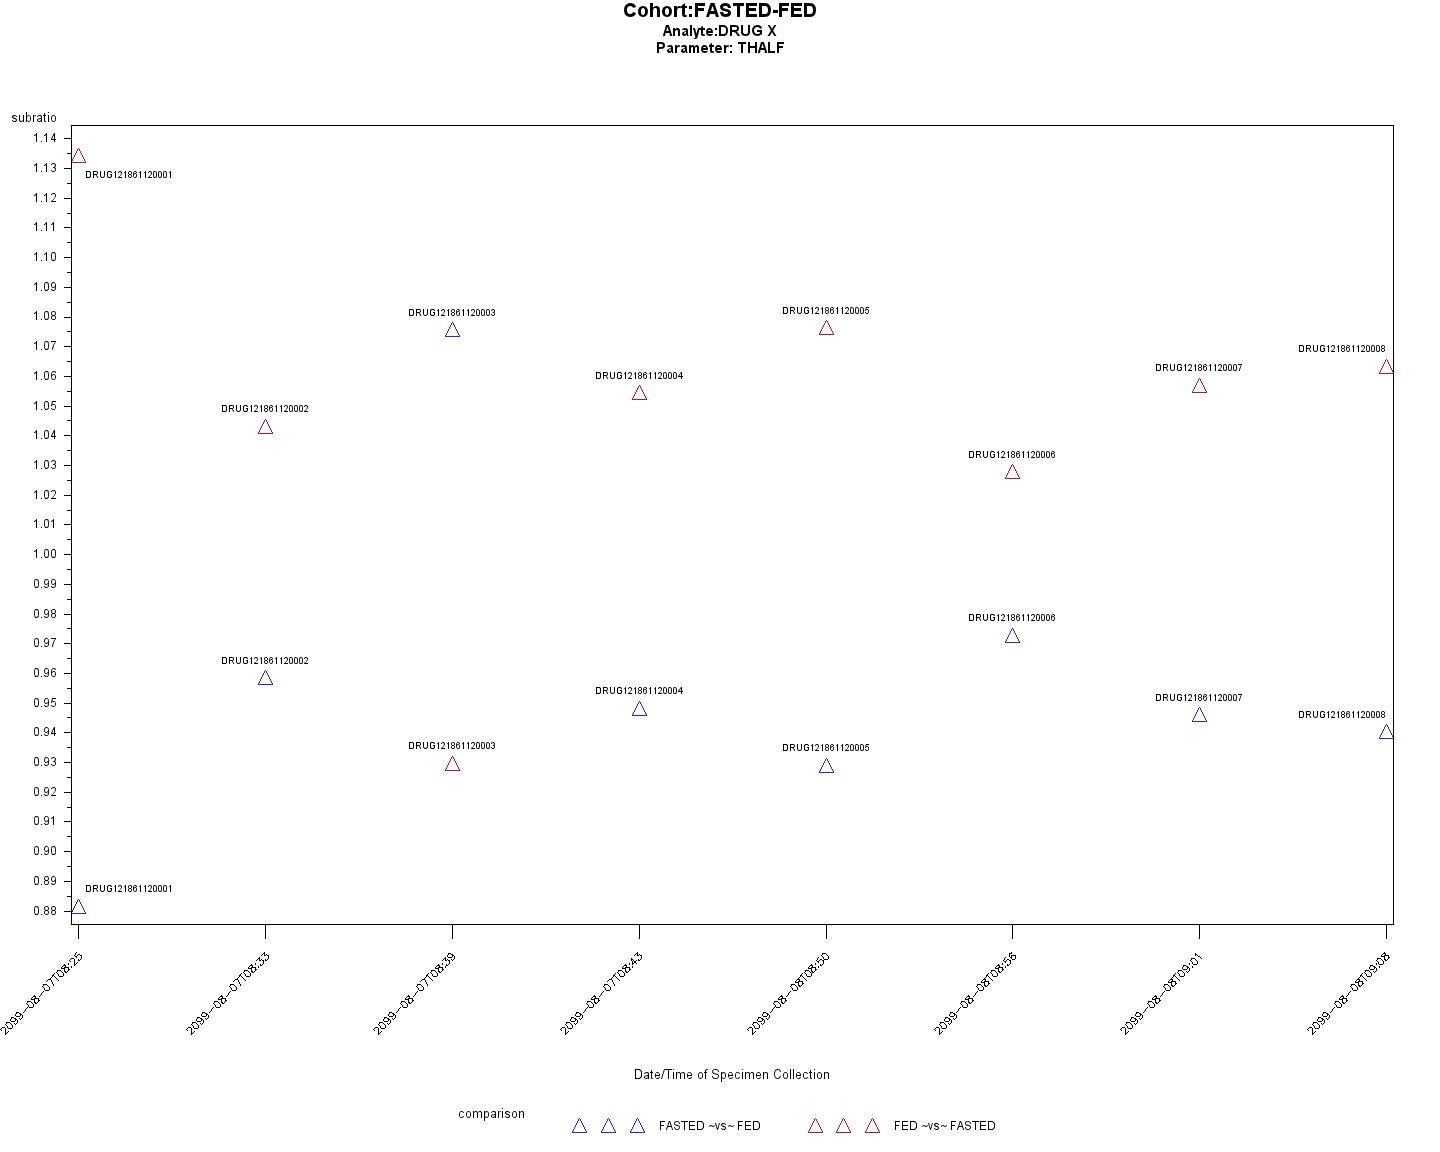 Cohort:FASTED-FED
Analyte:DRUG X
Parameter: THALF
subratio
1.14
1.13
DRUG121861120001
1.12
1.11
1.10
1.09
DRUG121861120005
DRUG121861120003
1.08
1.07
DRUG121861120008
DRUG121861120007
1.06
DRUG121861120004
1.05
DRUG121861120002
1.04
DRUG121861120006
1.03
1.02
1.01
1.00
0.99
0.98
DRUG121861120006
0.97
DRUG121861120002
0.96
DRUG121861120004
DRUG121861120007
0.95
DRUG121861120008
0.94
DRUG121861120003
DRUG121861120005
0.93
0.92
0.91
0.90
0.89
DRUG121861120001
0.88
2099-08-07T08:25
2099-08-07T08:33
2099-08-07T08:39
2099-08-07T08:43
2099-08-08T08:50
2099-08-08T08:56
2099-08-08T09:01
2099-08-08T09:08
Date/Time of Specimen Collection
comparison
FASTED ~vs~ FED
FED ~vs~ FASTED